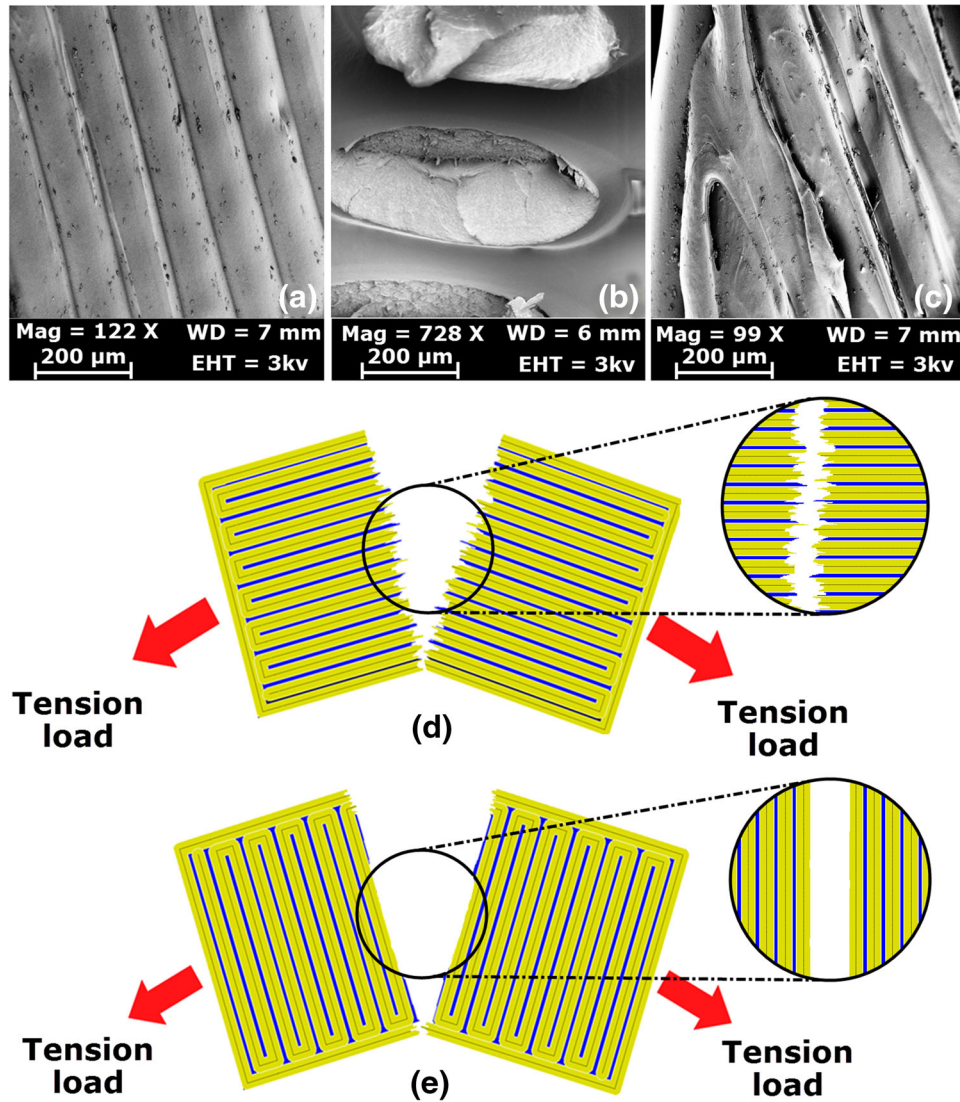 (a)
Mag = 122 X WD = 7 mm
200 µm EHT = 3kv
(b)
Mag = 728 X WD = 6 mm
200 µm EHT = 3kv
(c)
Mag = 99 X WD = 7 mm
200 µm EHT = 3kv
Tension
load
(d)
Tension
load
Tension
load
(e)
Tension
load